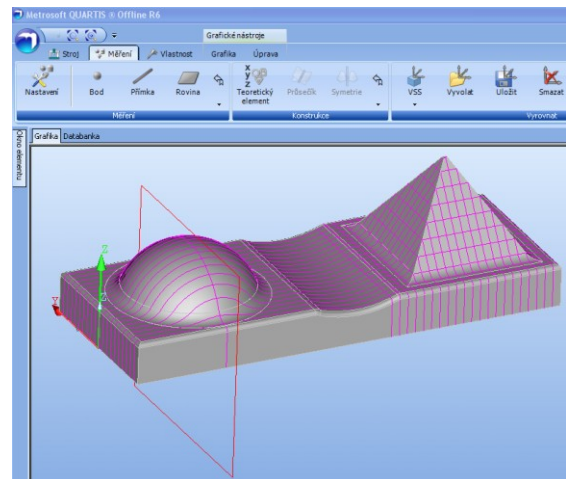 Metrosoft QUARTIS ® Offline R6
Grafické nástroje
Stroj Měření Vlastnost Grafika Úprava
Nastavení Bod Přímka Rovina Teoretický element Průsečík Symetrie VSS Vyvolat Uložit Smazat
Měření Konstrukce Vyrovnat
Grafika Databanka
Okno elementu